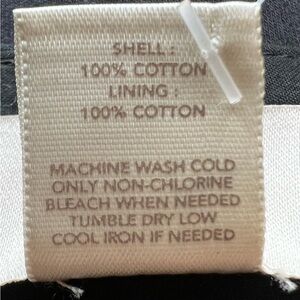 SHELL :
100% COTTON
LINING :
100% COTTON
MACHINE WASH COLD
ONLY NON-CHLORINE
BLEACH WHEN NEEDED
TUMBLE DRY LOW
COOL IRON IF NEEDED